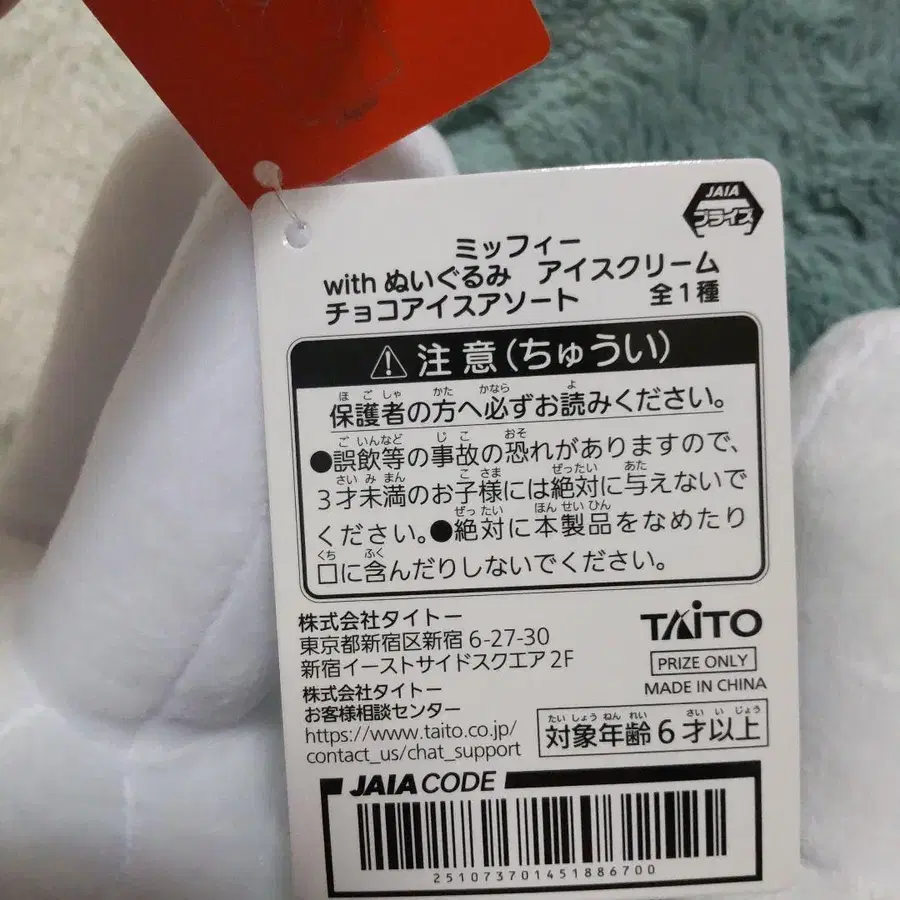 JAIA
プライズ
ミッフィー
with ぬいぐるみ アイスクリーム
チョコアイスアソート 全1種
注意(ちゅうい)
ほごしゃ かた かなら よ
保護者の方へ必ずお読みください。
ごいんなど じこ おそ
●誤飲等の事故の恐れがありますので、
さいみまん こさま ぜったい あた
3才未満のお子様には絶対に与えないで
ぜったい ほんせいひん
ください。●絶対に本製品をなめたり
くち ふく
口に含んだりしないでください。
株式会社タイトー
東京都新宿区新宿 6-27-30
新宿イーストサイドスクエア 2F
株式会社タイトー
お客様相談センター
https://www.taito.co.jp/
contact_us/chat_support
TAITO
PRIZE ONLY
MADE IN CHINA
たいしょうねんれい さいいじょう
対象年齢6才以上
JAIA CODE
2510737014518867​00